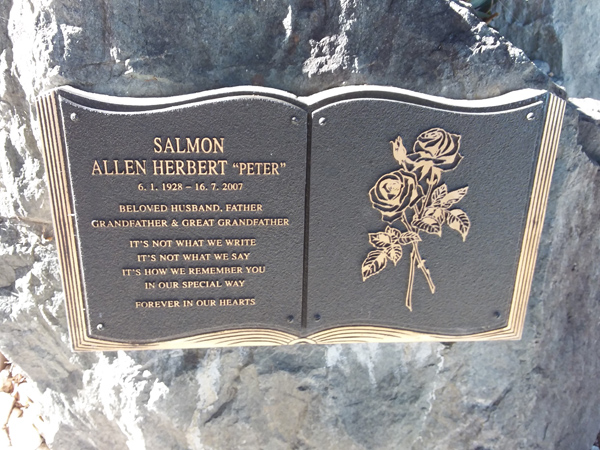 SALMON
ALLEN HERBERT "PETER"
6. 1. 1928 – 16. 7. 2007
BELOVED HUSBAND, FATHER
GRANDFATHER & GREAT GRANDFATHER
IT'S NOT WHAT WE WRITE
IT'S NOT WHAT WE SAY
IT'S HOW WE REMEMBER YOU
IN OUR SPECIAL WAY
FOREVER IN OUR HEARTS